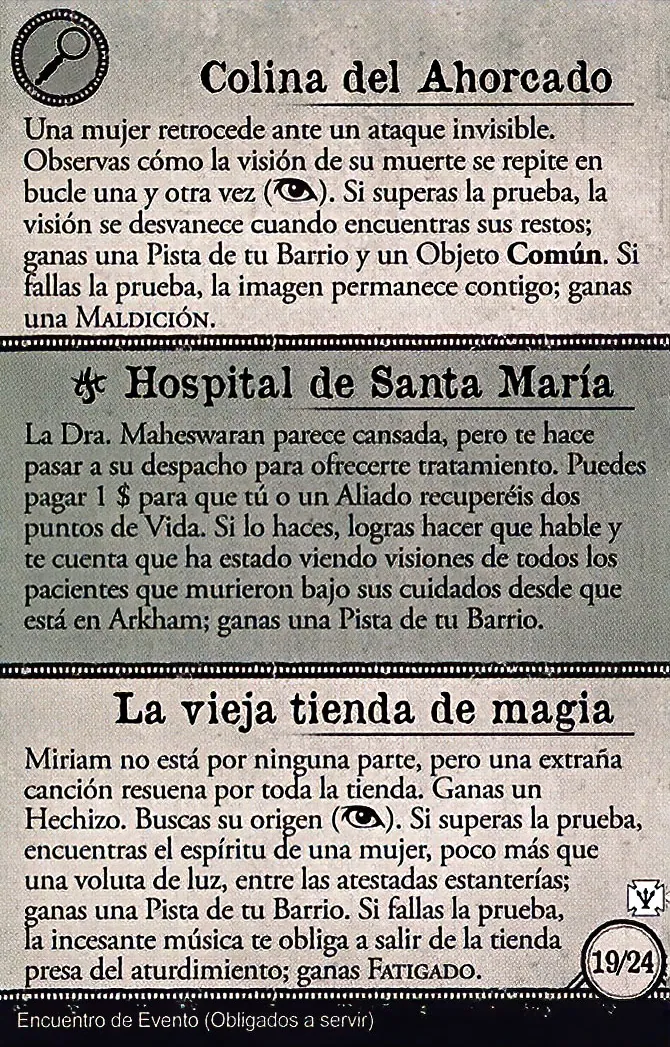 Colina del Ahorcado
Una mujer retrocede ante un ataque invisible.
Observas cómo la visión de su muerte se repite en
bucle una y otra vez ( ). Si superas la prueba, la
visión se desvanece cuando encuentras sus restos;
ganas una Pista de tu Barrio y un Objeto Común. Si
fallas la prueba, la imagen permanece contigo; ganas
una MALDICIÓN.
Hospital de Santa María
La Dra. Maheswaran parece cansada, pero te hace
pasar a su despacho para ofrecerte tratamiento. Puedes
pagar 1 $ para que tú o un Aliado recuperéis dos
puntos de Vida. Si lo haces, logras hacer que hable y
te cuenta que ha estado viendo visiones de todos los
pacientes que murieron bajo sus cuidados desde que
está en Arkham; ganas una Pista de tu Barrio.
La vieja tienda de magia
Miriam no está por ninguna parte, pero una extraña
canción resuena por toda la tienda. Ganas un
Hechizo. Buscas su origen ( ). Si superas la prueba,
encuentras el espíritu de una mujer, poco más que
una voluta de luz, entre las atestadas estanterías;
ganas una Pista de tu Barrio. Si fallas la prueba,
la incesante música te obliga a salir de la tienda
presa del aturdimiento; ganas FATIGADO.
19/24
Encuentro de Evento (Obligados a servir)